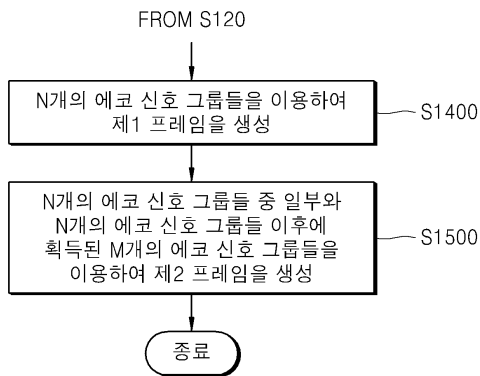 FROM S120
N개의 에코 신호 그룹들을 이용하여
제1 프레임을 생성
S1400
N개의 에코 신호 그룹들 중 일부와
N개의 에코 신호 그룹들 이후에
획득된 M개의 에코 신호 그룹들을
이용하여 제2 프레임을 생성
S1500
종료